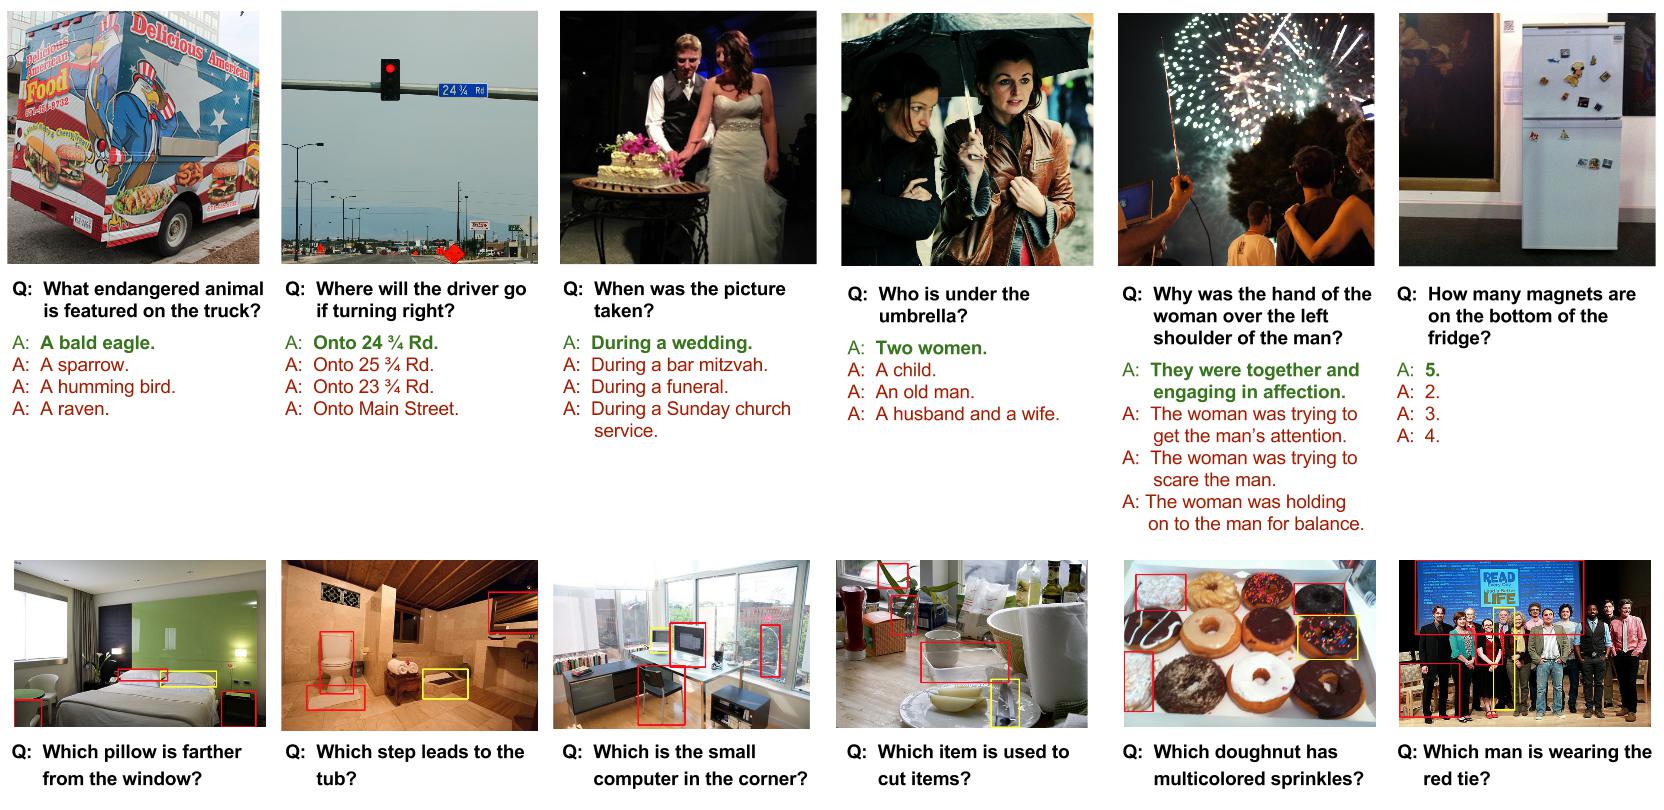 Delicious American
Delicious
American
Food
24 ¾ Rd
Q: What endangered animal
is featured on the truck?
A: A bald eagle.
A: A sparrow.
A: A humming bird.
A: A raven.
Q: Where will the driver go
if turning right?
A: Onto 24 ¾ Rd.
A: Onto 25 ¾ Rd.
A: Onto 23 ¾ Rd.
A: Onto Main Street.
Q: When was the picture
taken?
A: During a wedding.
A: During a bar mitzvah.
A: During a funeral.
A: During a Sunday church
service.
Q: Who is under the
umbrella?
A: Two women.
A: A child.
A: An old man.
A: A husband and a wife.
Q: Why was the hand of the
woman over the left
shoulder of the man?
A: They were together and
engaging in affection.
A: The woman was trying to
get the man’s attention.
A: The woman was trying to
scare the man.
A: The woman was holding
on to the man for balance.
Q: How many magnets are
on the bottom of the
fridge?
A: 5.
A: 2.
A: 3.
A: 4.
READ
LIFE
Q: Which pillow is farther
from the window?
Q: Which step leads to the
tub?
Q: Which is the small
computer in the corner?
Q: Which item is used to
cut items?
Q: Which doughnut has
multicolored sprinkles?
Q: Which man is wearing the
red tie?